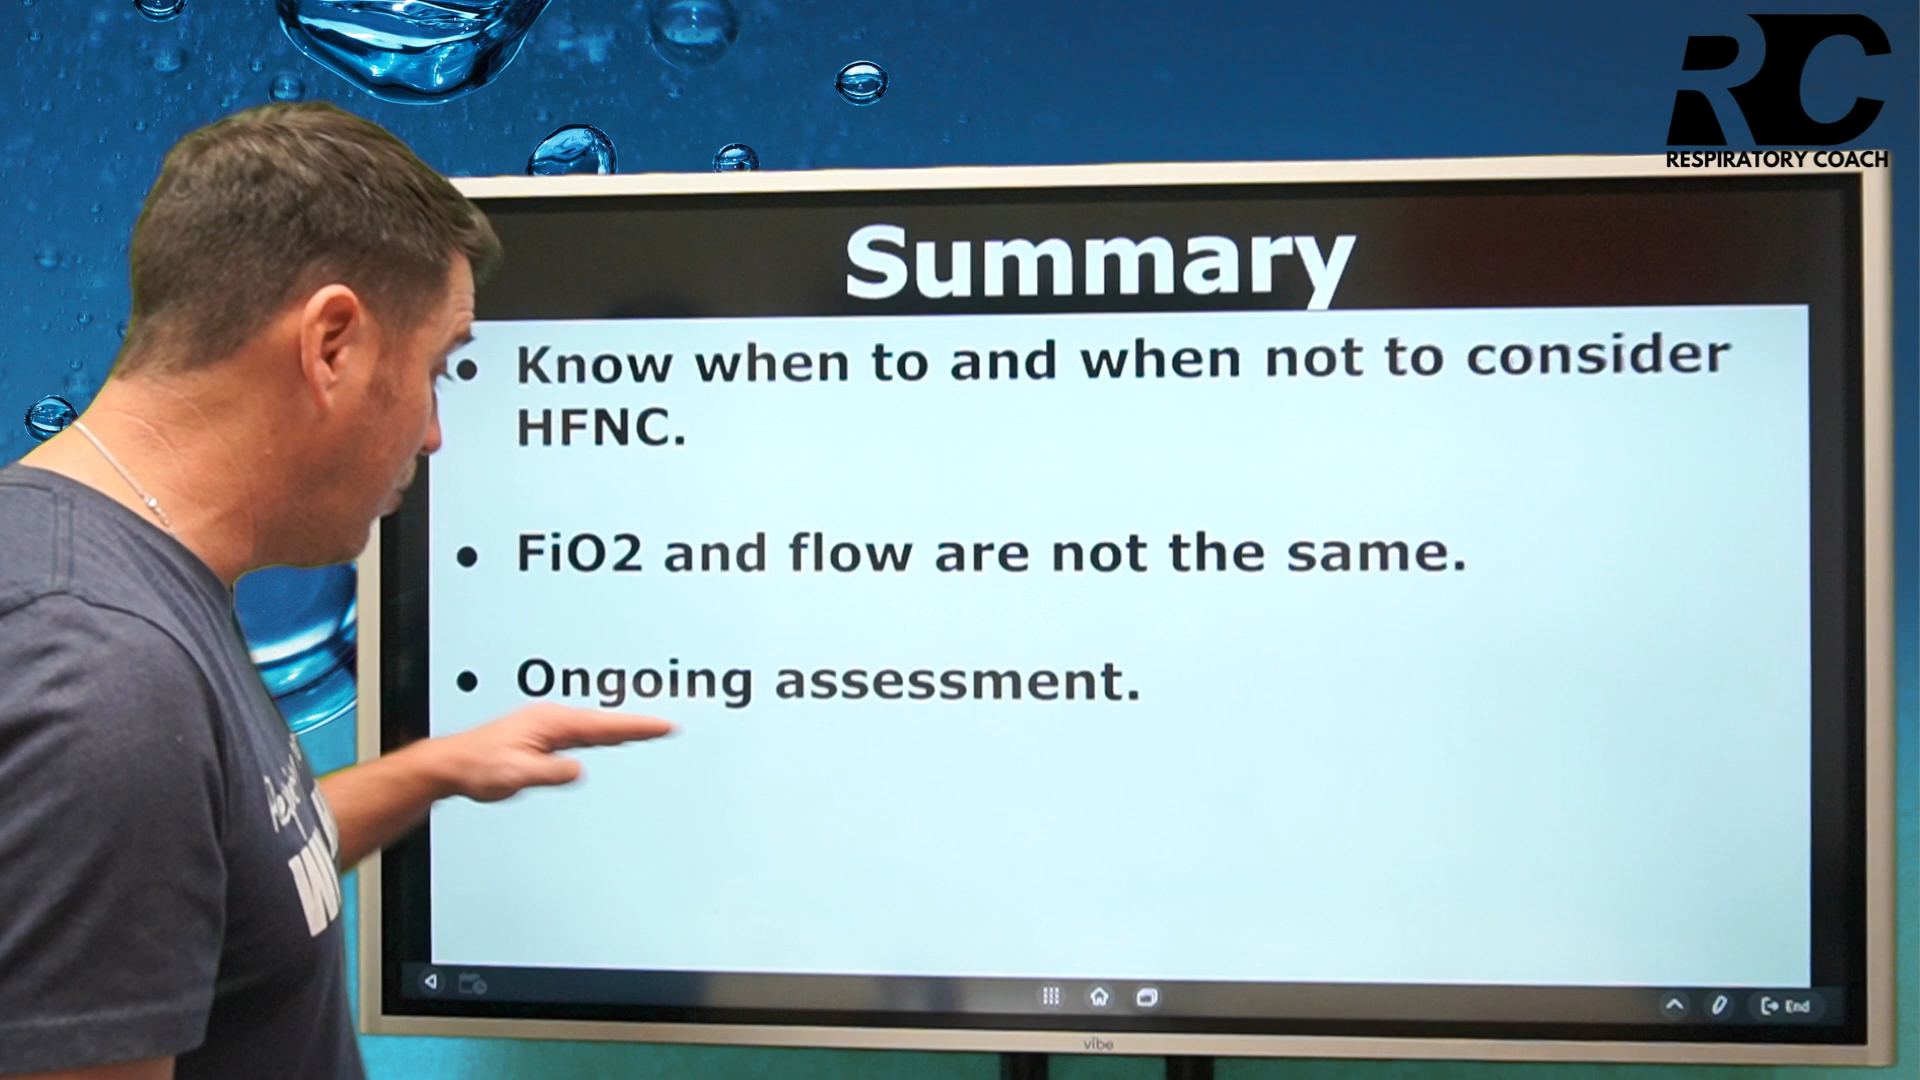 RC
RESPIRATORY COACH
Summary
• Know when to and when not to consider
HFNC.
• FiO2 and flow are not the same.
• Ongoing assessment.
End
vibe